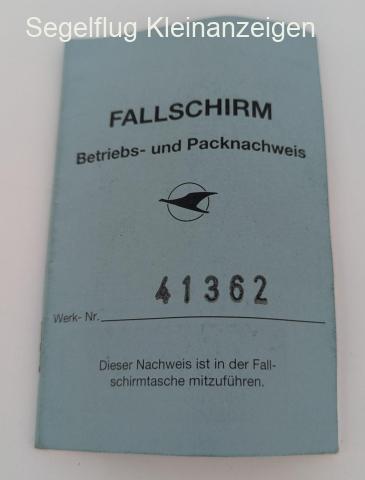 Segelflug Kleinanzeigen
FALLSCHIRM
Betriebs- und Packnachweis
41362
Werk- Nr.
Dieser Nachweis ist in der Fall-
schirmtasche mitzuführen.